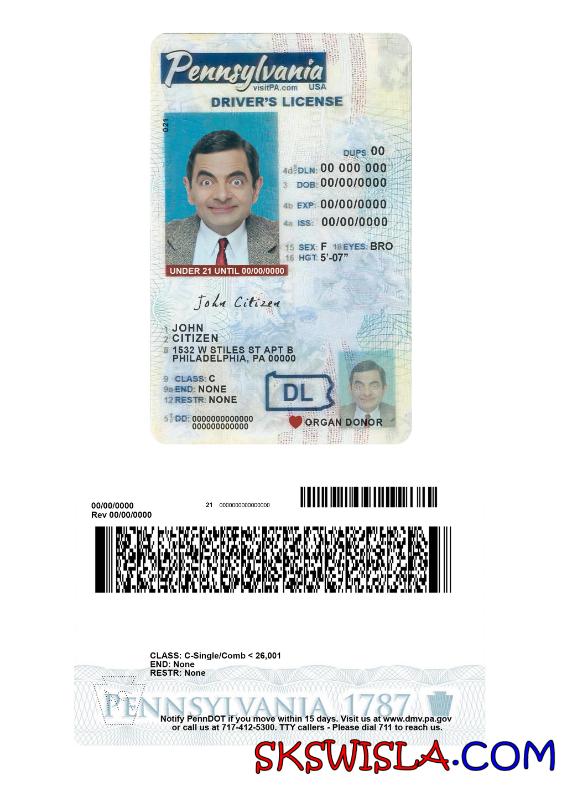 Pennsylvania
visitPA.com USA
DRIVER'S LICENSE
DUPS: 00
DLN: 00 000 000
3 DOB: 00/00/0000
4b EXP: 00/00/0000
4a ISS: 00/00/0000
15 SEX: F 18 EYES: BRO
16 HGT: 5'-07"
UNDER 21 UNTIL 00/00/0000
John Citizen
1 JOHN
2 CITIZEN
8 1532 W STILES ST APT B
PHILADELPHIA, PA 00000
9 CLASS: C
9a END: NONE
12 RESTR: NONE
DL
5 DD: 0000000000000
000000000000
ORGAN DONOR
00/00/0000
21 0000000000000000
Rev 00/00/0000
CLASS: C-Single/Comb < 26,001
END: None
RESTR: None
PENNSYLVANIA 1787
Notify PennDOT if you move within 15 days. Visit us at www.dmv.pa.gov
or call us at 717-412-5300. TTY callers - Please dial 711 to reach us.
SKSWISLA.COM